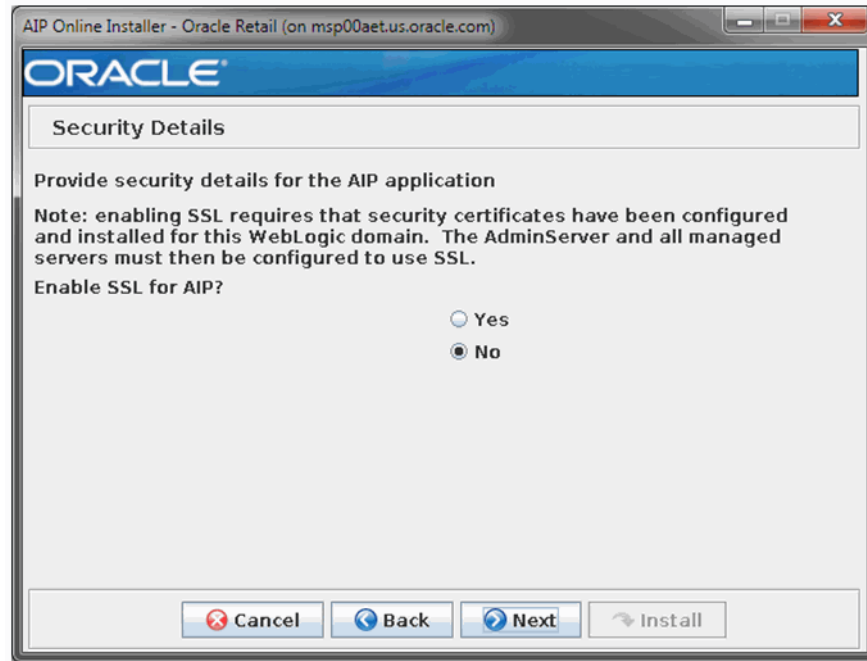 AIP Online Installer - Oracle Retail (on msp00aet.us.oracle.com)
ORACLE®
Security Details
Provide security details for the AIP application
Note: enabling SSL requires that security certificates have been configured
and installed for this WebLogic domain. The AdminServer and all managed
servers must then be configured to use SSL.
Enable SSL for AIP?
Yes
No
Cancel
Back
Next
Install